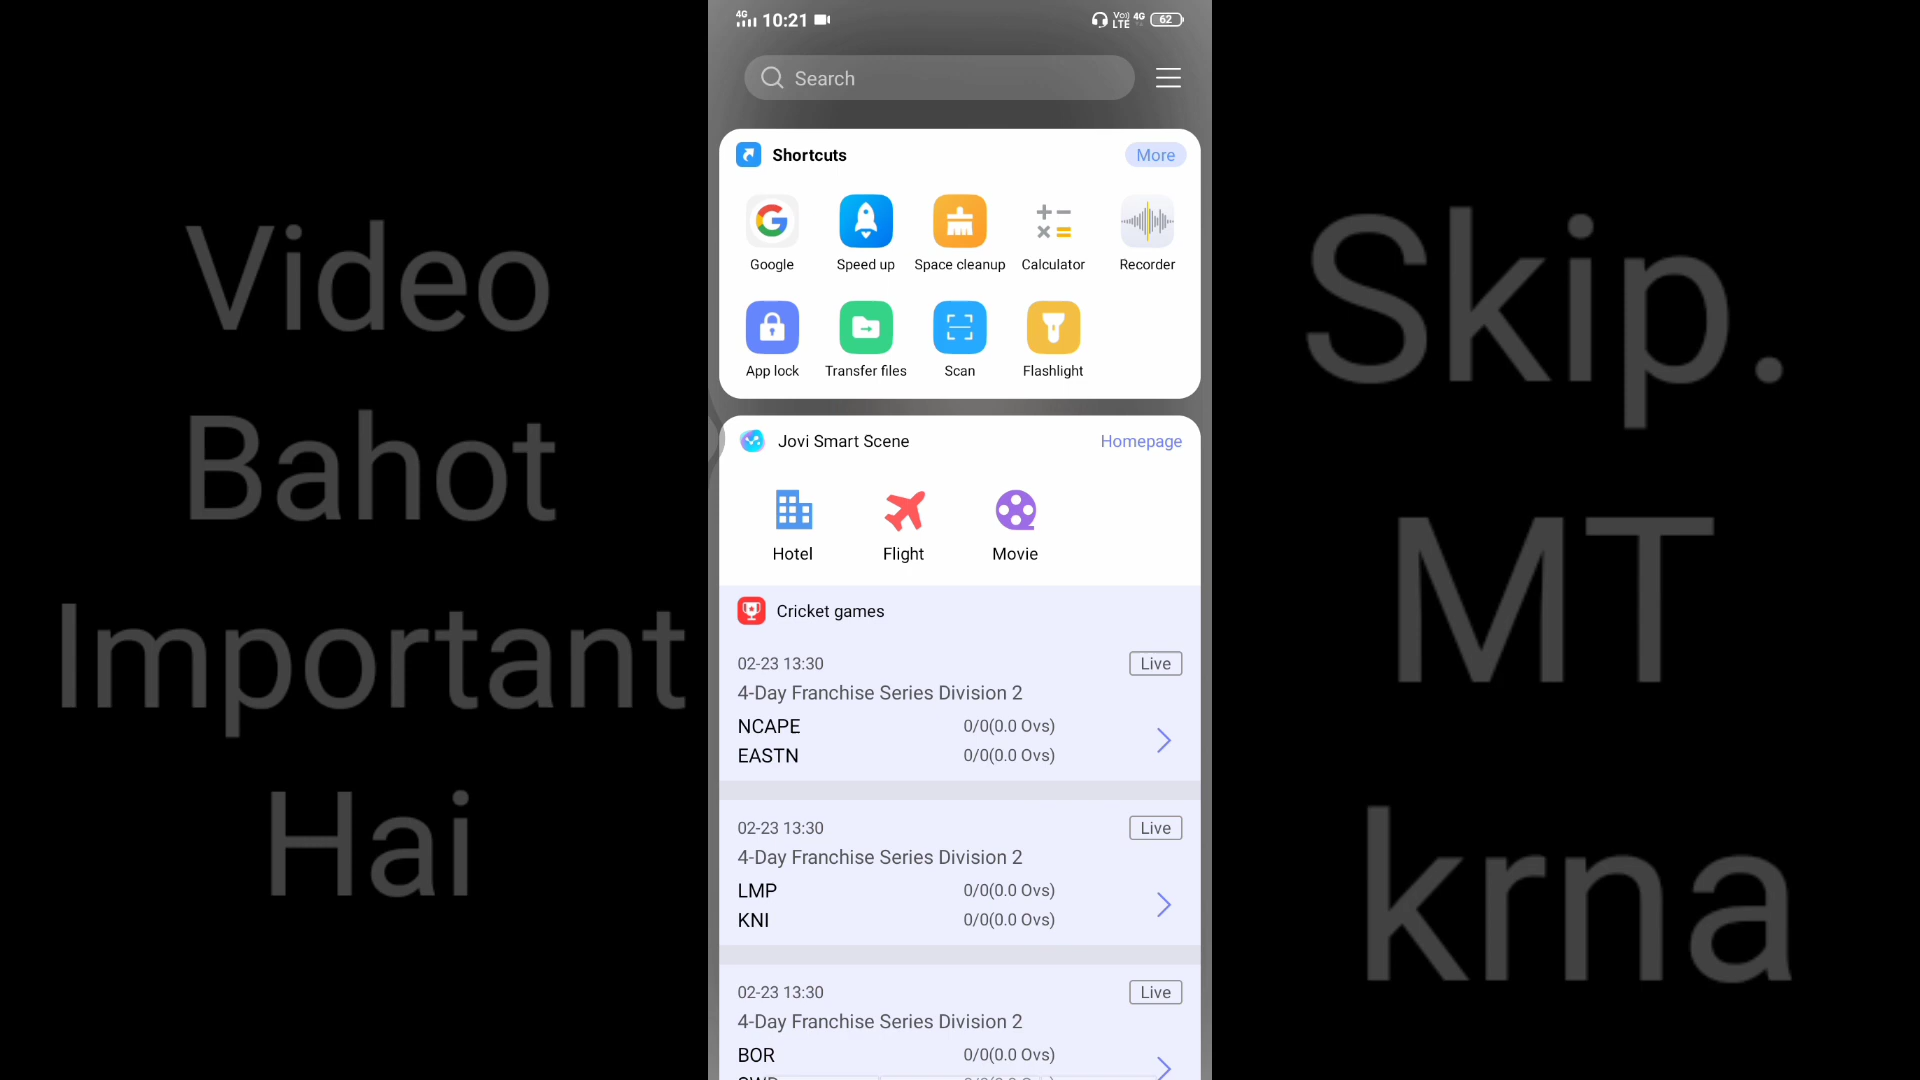 Video
Bahot
Important
Hai
4G 10:21 Vo)) LTE 4G 62
Search
Shortcuts More
Google Speed up Space cleanup Calculator Recorder
App lock Transfer files Scan Flashlight
Jovi Smart Scene Homepage
Hotel Flight Movie
Cricket games
02-23 13:30 Live
4-Day Franchise Series Division 2
NCAPE 0/0(0.0 Ovs)
EASTN 0/0(0.0 Ovs)
02-23 13:30 Live
4-Day Franchise Series Division 2
LMP 0/0(0.0 Ovs)
KNI 0/0(0.0 Ovs)
02-23 13:30 Live
4-Day Franchise Series Division 2
BOR 0/0(0.0 Ovs)
Skip.
MT
krna